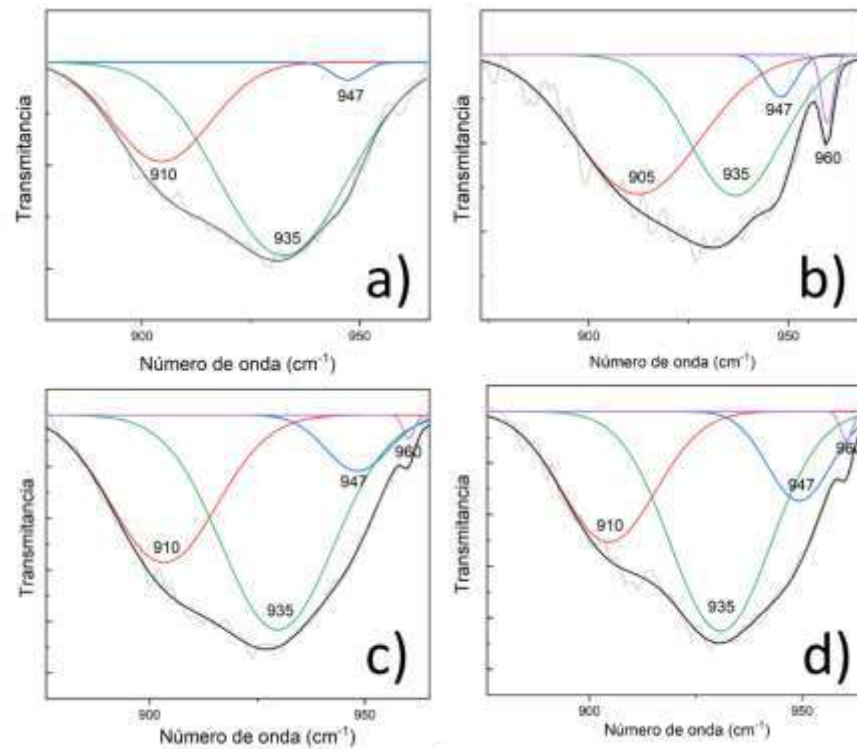 Transmitancia
910
935
947
a)
900
950
Número de onda (cm⁻¹)
Transmitancia
905
935
947
960
b)
900
950
Número de onda (cm⁻¹)
Transmitancia
910
935
947
960
c)
900
950
Número de onda (cm⁻¹)
Transmitancia
910
935
947
960
d)
900
950
Número de onda (cm⁻¹)